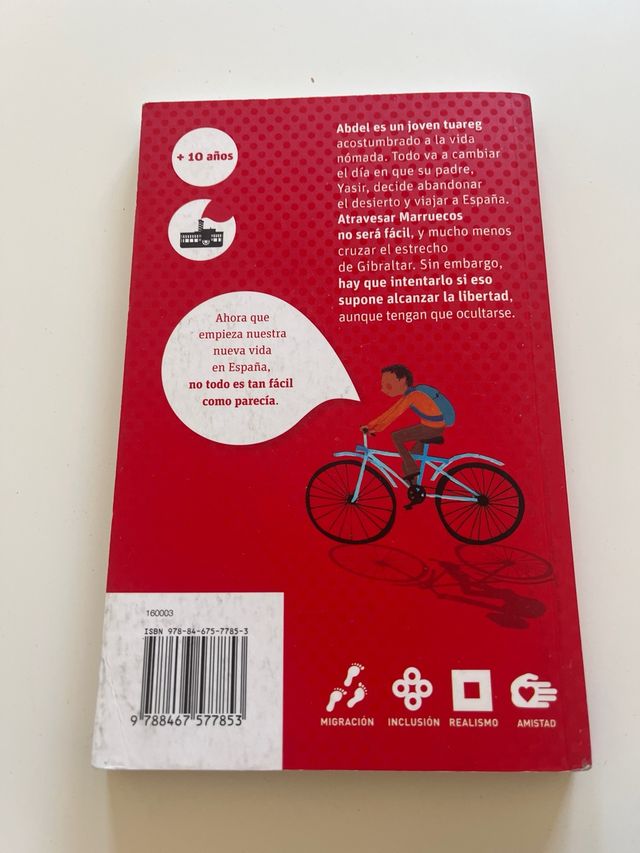 + 10 años
Abdel es un joven tuareg
acostumbrado a la vida
nómada. Todo va a cambiar
el día en que su padre,
Yasir, decide abandonar
el desierto y viajar a España.
Atravesar Marruecos
no será fácil, y mucho menos
cruzar el estrecho
de Gibraltar. Sin embargo,
hay que intentarlo si eso
supone alcanzar la libertad,
aunque tengan que ocultarse.
Ahora que
empieza nuestra
nueva vida
en España,
no todo es tan fácil
como parecía.
160003
ISBN 978-84-675-7785-3
9 788467 577853
MIGRACIÓN INCLUSIÓN REALISMO AMISTAD